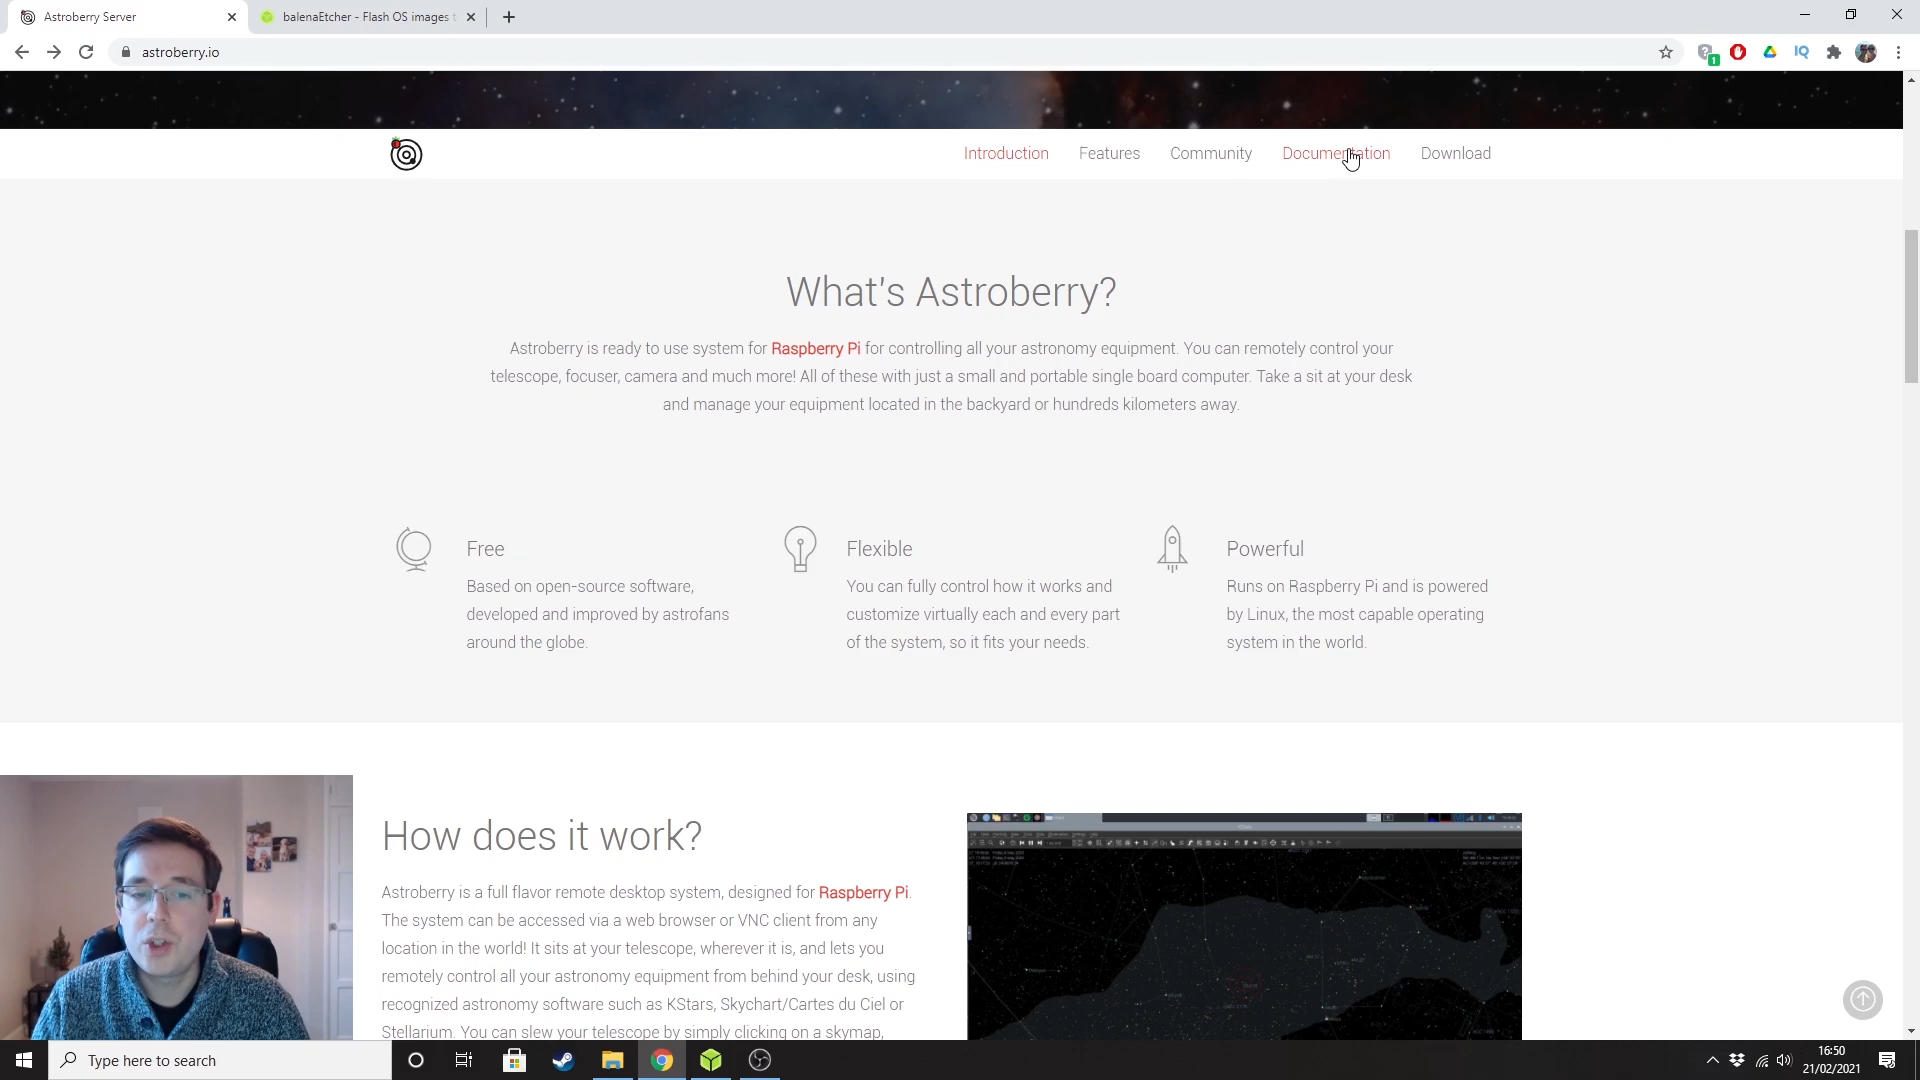 Astroberry Server
balenaEtcher - Flash OS images t
astroberry.io
1
IQ
Introduction
Features
Community
Documentation
Download
What's Astroberry?
Astroberry is ready to use system for Raspberry Pi for controlling all your astronomy equipment. You can remotely control your
telescope, focuser, camera and much more! All of these with just a small and portable single board computer. Take a sit at your desk
and manage your equipment located in the backyard or hundreds kilometers away.
Free
Based on open-source software,
developed and improved by astrofans
around the globe.
Flexible
You can fully control how it works and
customize virtually each and every part
of the system, so it fits your needs.
Powerful
Runs on Raspberry Pi and is powered
by Linux, the most capable operating
system in the world.
How does it work?
Astroberry is a full flavor remote desktop system, designed for Raspberry Pi.
The system can be accessed via a web browser or VNC client from any
location in the world! It sits at your telescope, wherever it is, and lets you
remotely control all your astronomy equipment from behind your desk, using
recognized astronomy software such as KStars, Skychart/Cartes du Ciel or
Stellarium. You can slew your telescope by simply clicking on a skymap,
Type here to search
16:50
21/02/2021